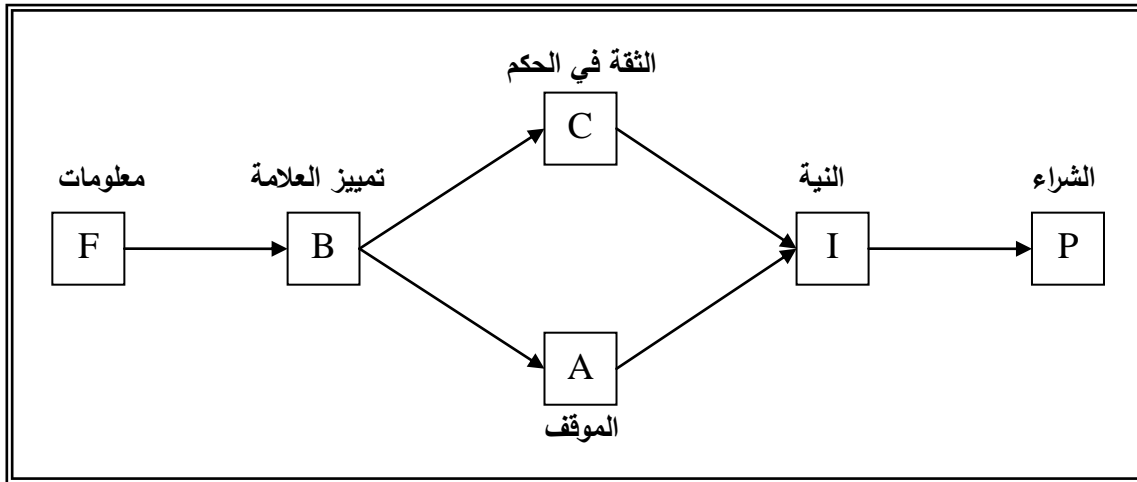 الثقة في الحكم
C
معلومات
تمييز العلامة
النية
الشراء
F
B
I
P
A
الموقف